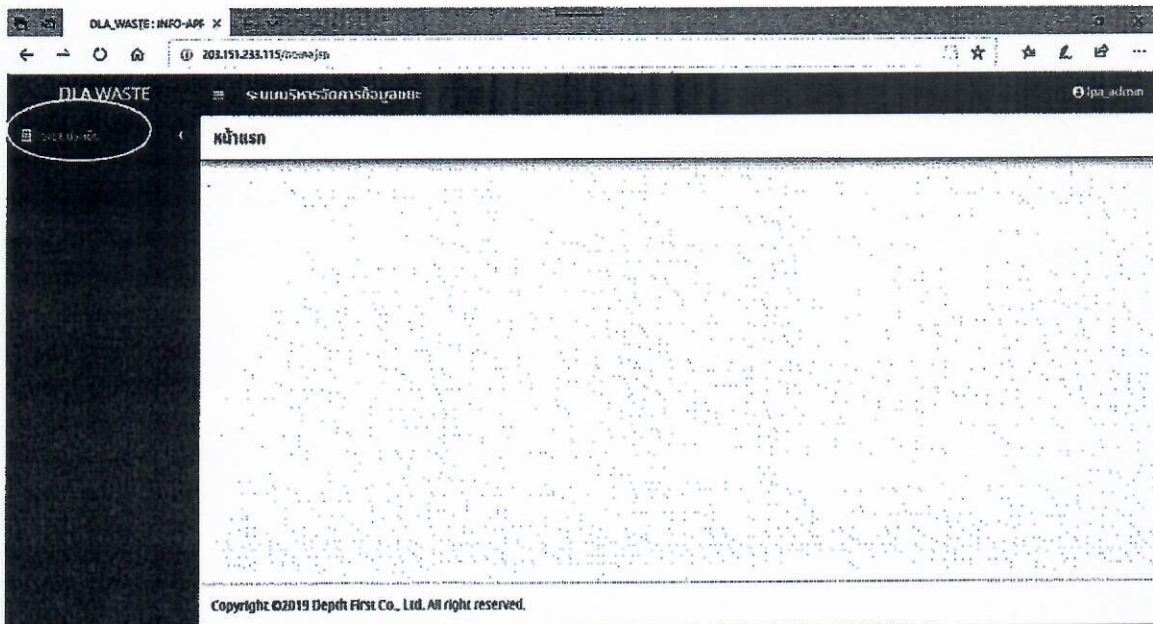 DLA_WASTE : INFO-APF
203.151.233.115/home.jsp
DLA WASTE
ระบบบริหารจัดการข้อมูลขยะ
lpa_admin
หน้าแรก
Copyright ©2019 Depth First Co., Ltd. All right reserved.